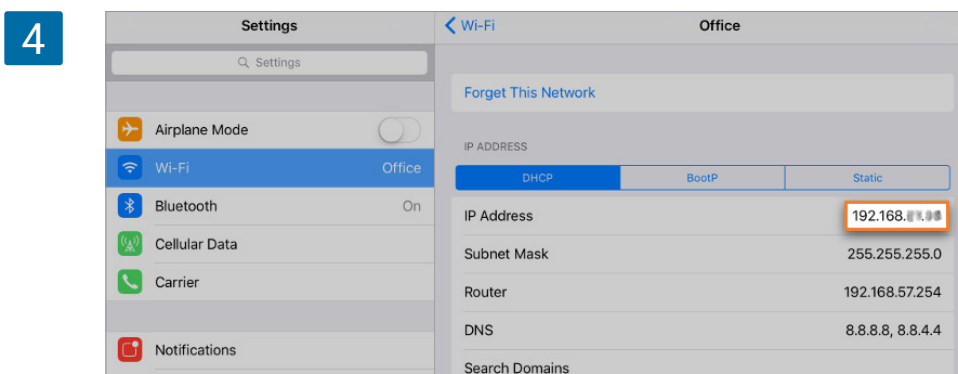 4
Settings
Wi-Fi
Office
Settings
Forget This Network
Airplane Mode
IP ADDRESS
Wi-Fi
Office
DHCP
BootP
Static
Bluetooth
On
IP Address
192.168.
Cellular Data
Subnet Mask
255.255.255.0
Carrier
Router
192.168.57.254
DNS
8.8.8.8, 8.8.4.4
Notifications
Search Domains